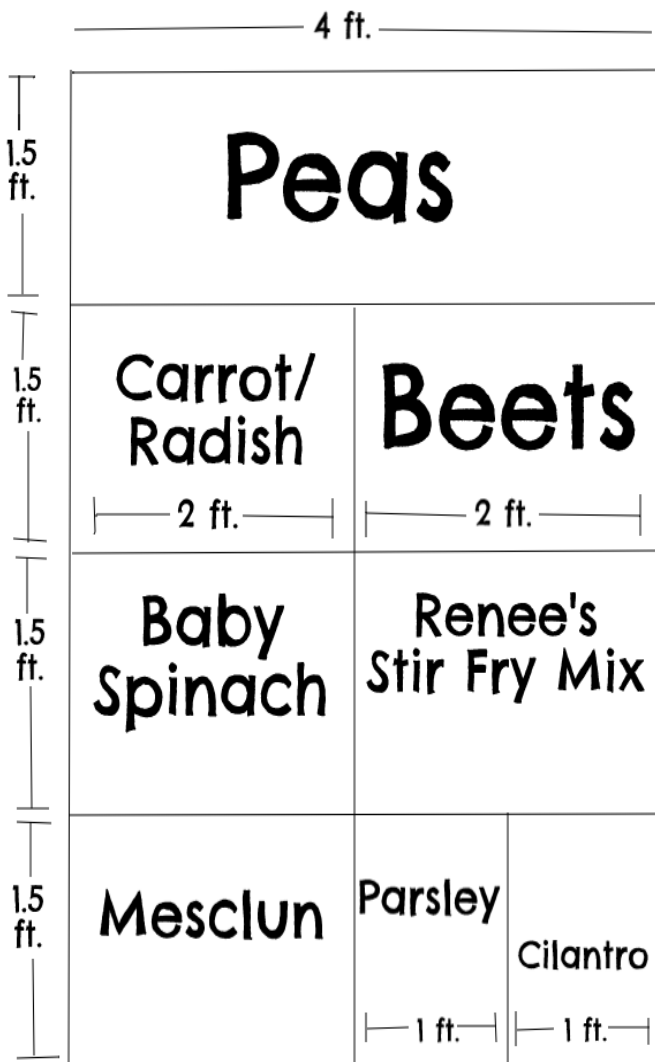 4 ft.
1.5
ft.
Peas
1.5
ft.
Carrot/
Radish
2 ft.
Beets
2 ft.
1.5
ft.
Baby
Spinach
Renee's
Stir Fry Mix
1.5
ft.
Mesclun
Parsley
1 ft.
Cilantro
1 ft.